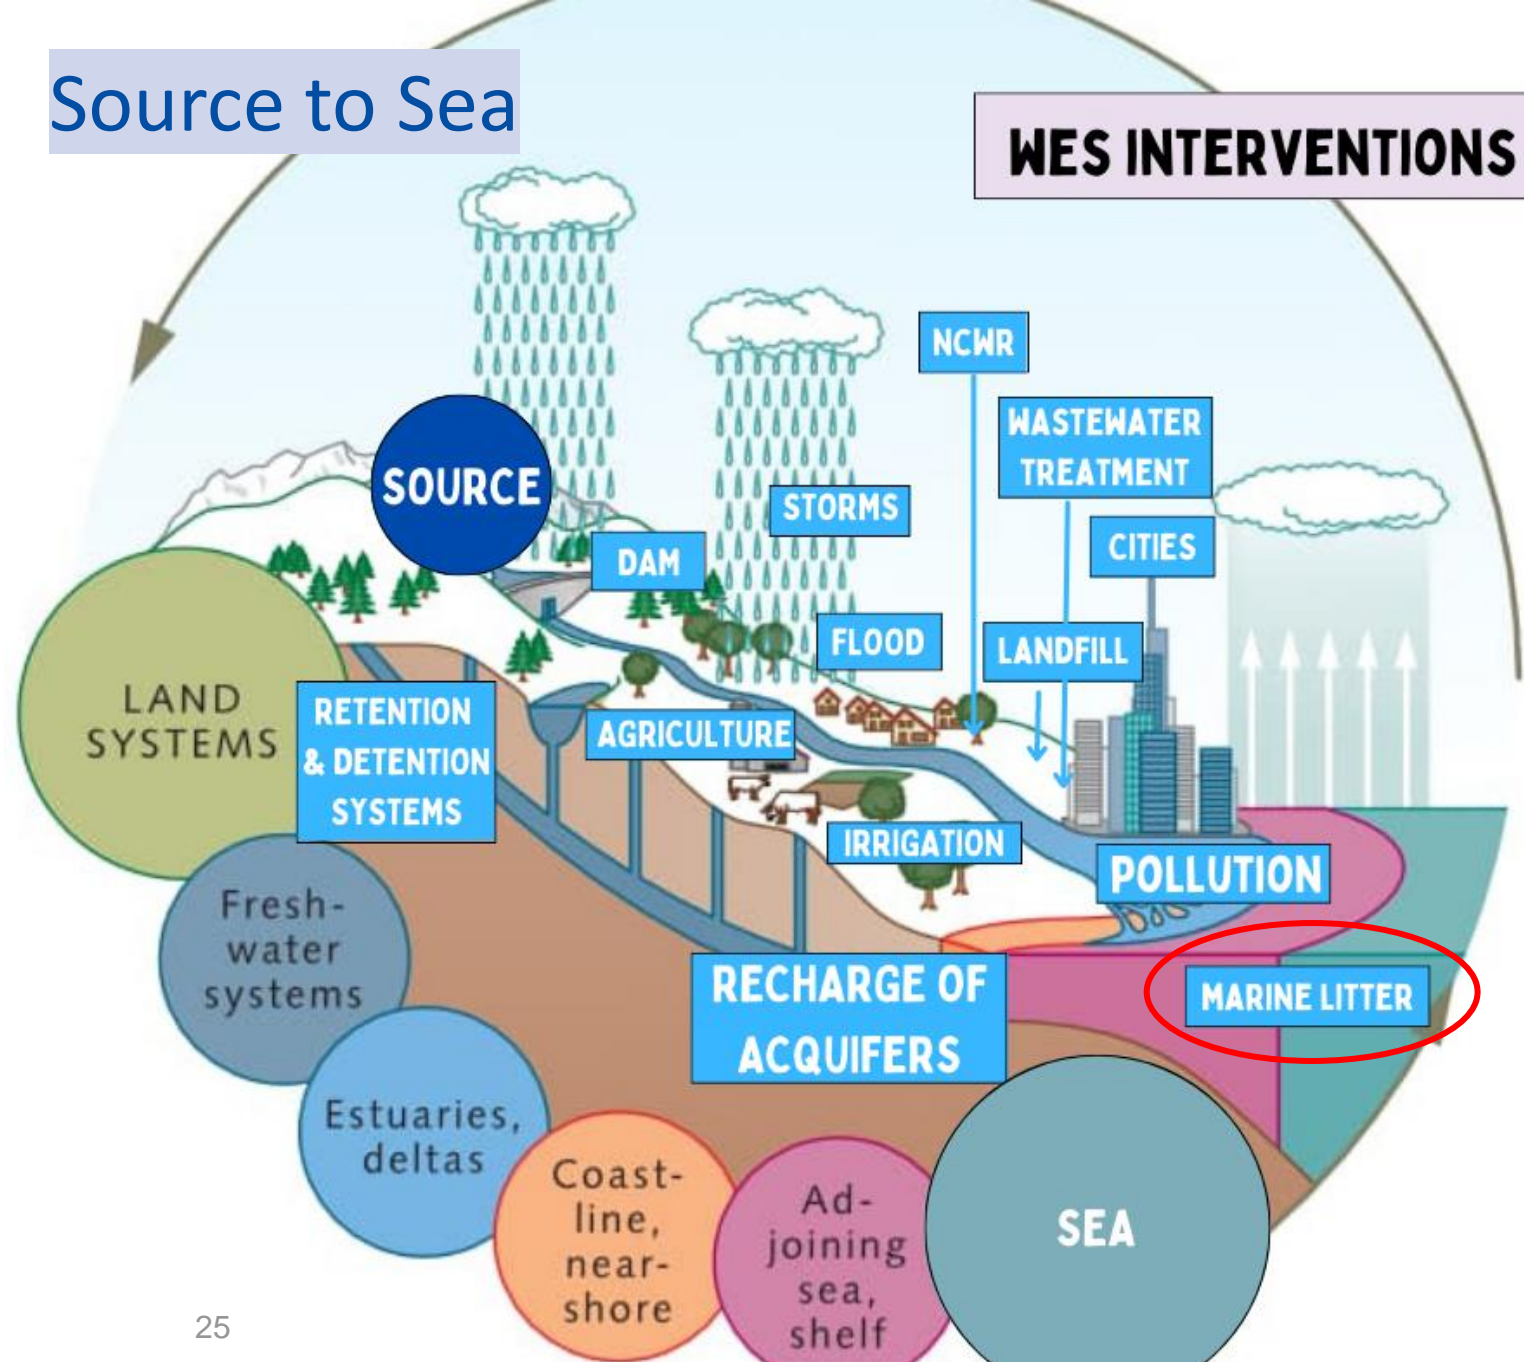 Source to Sea
WES INTERVENTIONS
NCWR
WASTEWATER
TREATMENT
SOURCE
STORMS
CITIES
DAM
FLOOD
LANDFILL
LAND
SYSTEMS
RETENTION
& DETENTION
SYSTEMS
AGRICULTURE
IRRIGATION
POLLUTION
Fresh-
water
systems
RECHARGE OF
ACQUIFERS
MARINE LITTER
Estuaries,
deltas
Coast-
line,
near-
shore
Ad-
joining
sea,
shelf
SEA
25